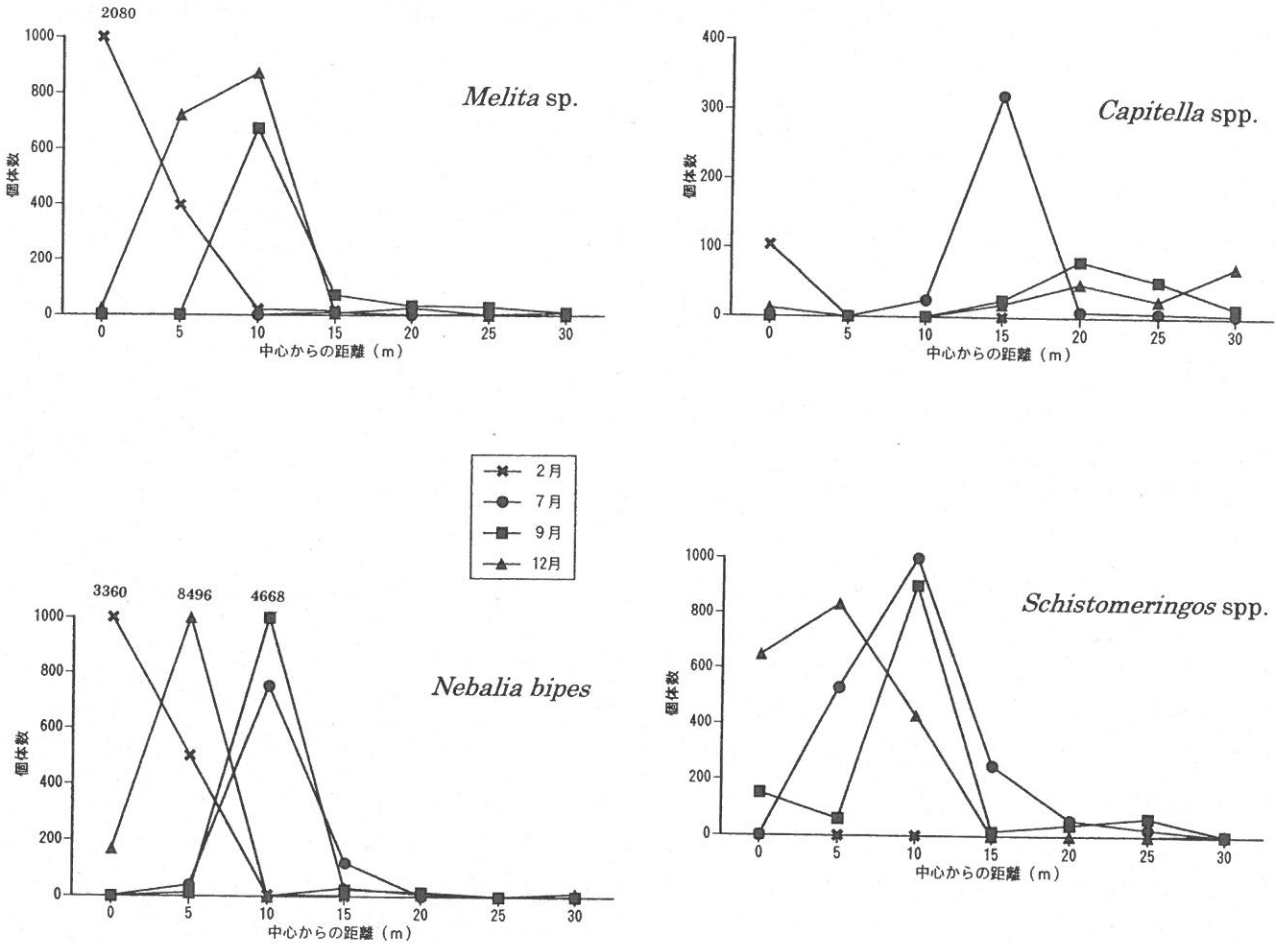 2080
1000
800
600
400
200
0
個体数
Melita sp.
0 5 10 15 20 25 30
中心からの距離（m）
400
300
200
100
0
個体数
Capitella spp.
0 5 10 15 20 25 30
中心からの距離（m）
2月
7月
9月
12月
3360 8496 4668
1000
800
600
400
200
0
個体数
Nebalia bipes
0 5 10 15 20 25 30
中心からの距離（m）
1000
800
600
400
200
0
個体数
Schistomeringos spp.
0 5 10 15 20 25 30
中心からの距離（m）